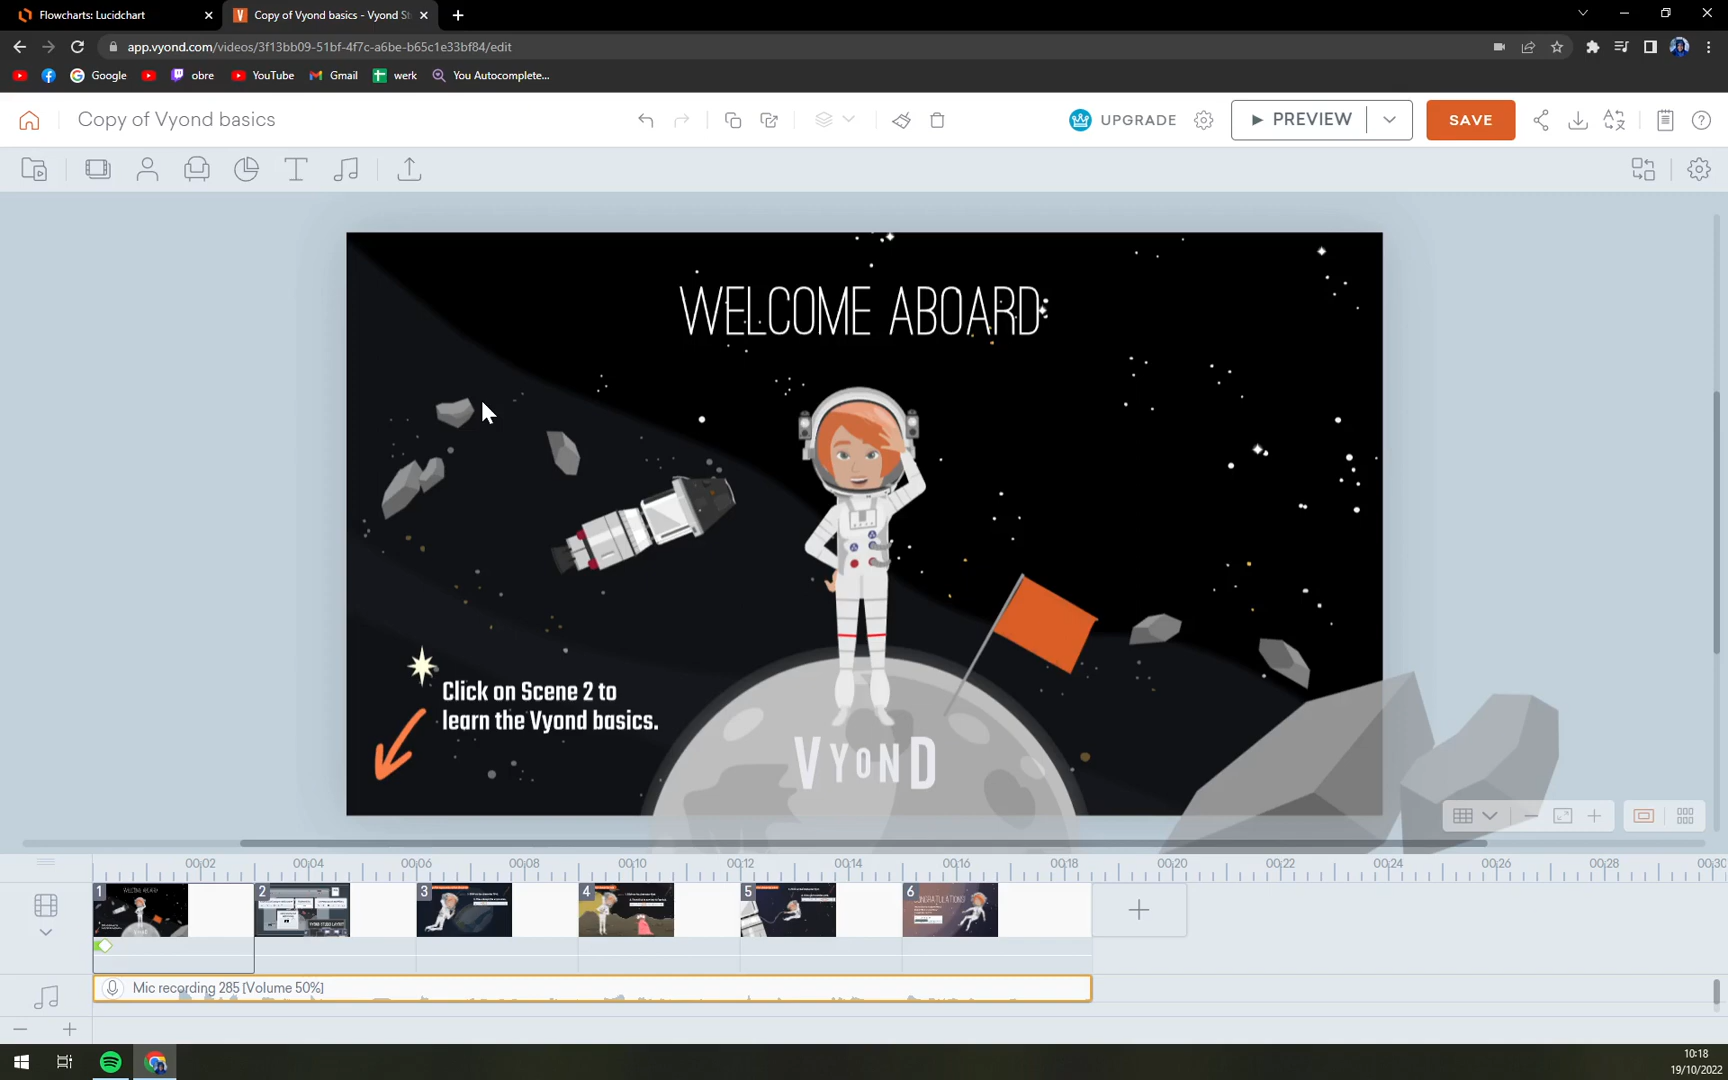 Flowcharts: Lucidchart
Copy of Vyond basics - Vyond St
app.vyond.com/videos/3f13bb09-51bf-4f7c-a6be-b65c1e33bf84/edit
obre
Google
YouTube
Gmail
werk
You Autocomplete...
Copy of Vyond basics
UPGRADE
PREVIEW
SAVE
WELCOME ABOARD
Click on Scene 2 to
learn the Vyond basics.
VYOND
00:02 00:04 00:06 00:08 00:10 00:12 00:14 00:16 00:18 00:20 00:22 00:24 00:26 00:28 00:30
1 2 3 4 5 6
Mic recording 285 [Volume 50%]
10:18
19/10/2022